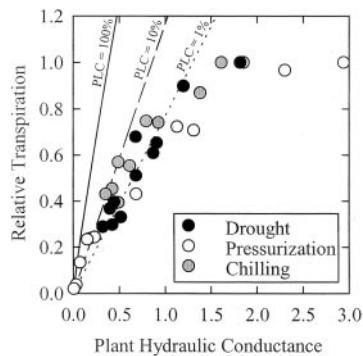 PLC = 100%
PLC = 10%
PLC = 1%
1.2
1.0
0.8
0.6
0.4
0.2
0.0
Relative Transpiration
Drought
Pressurization
Chilling
0.0 0.5 1.0 1.5 2.0 2.5 3.0
Plant Hydraulic Conductance